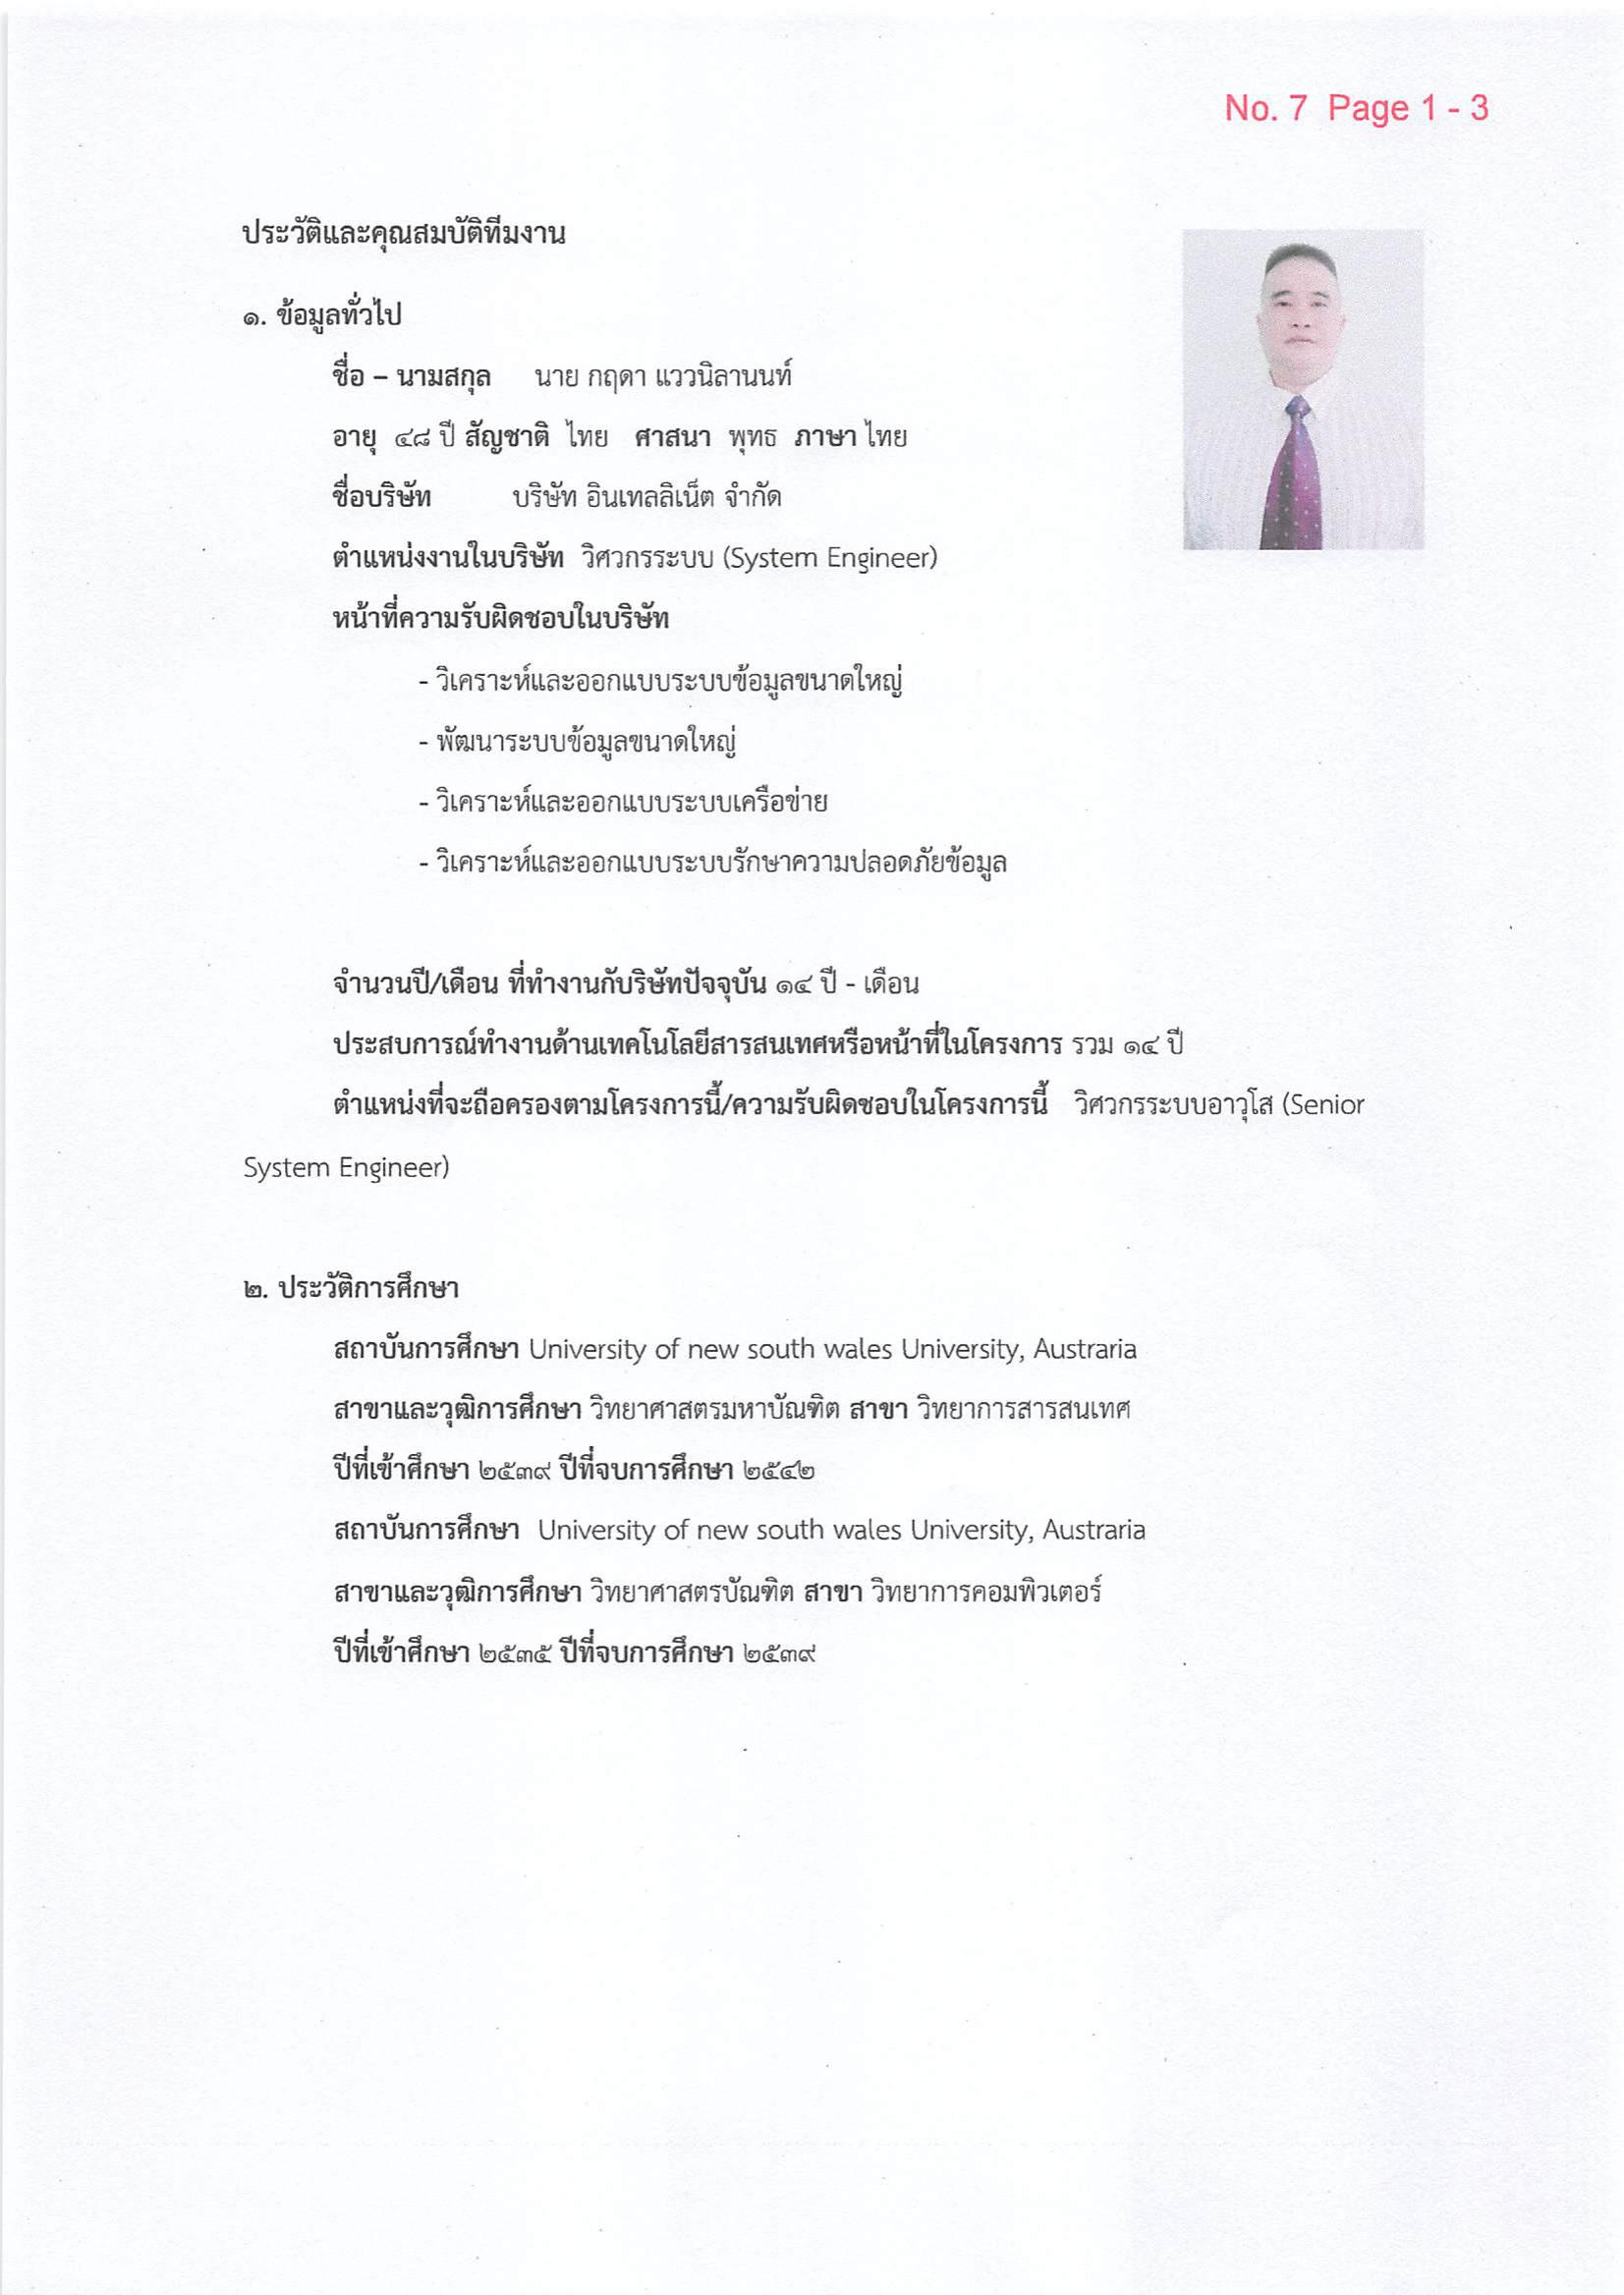 No. 7 Page 1 - 3
ประวัติและคุณสมบัติทีมงาน
๑. ข้อมูลทั่วไป
ชื่อ – นามสกุล นาย กฤดา แววนิลานนท์
อายุ ๔๘ ปี สัญชาติ ไทย ศาสนา พุทธ ภาษา ไทย
ชื่อบริษัท บริษัท อินเทลลิเน็ต จำกัด
ตำแหน่งงานในบริษัท วิศวกรระบบ (System Engineer)
หน้าที่ความรับผิดชอบในบริษัท
- วิเคราะห์และออกแบบระบบข้อมูลขนาดใหญ่
- พัฒนาระบบข้อมูลขนาดใหญ่
- วิเคราะห์และออกแบบระบบเครือข่าย
- วิเคราะห์และออกแบบระบบรักษาความปลอดภัยข้อมูล
จำนวนปี/เดือน ที่ทำงานกับริษัทปัจจุบัน ๑๔ ปี - เดือน
ประสบการณ์ทำงานด้านเทคโนโลยีสารสนเทศหรือหน้าที่ในโครงการ รวม ๑๔ ปี
ตำแหน่งที่จะถือครองตามโครงการนี้/ความรับผิดชอบในโครงการนี้ วิศวกรระบบอาวุโส (Senior
System Engineer)
๒. ประวัติการศึกษา
สถาบันการศึกษา University of new south wales University, Austraria
สาขาและวุฒิการศึกษา วิทยาศาสตรมหาบัณฑิต สาขา วิทยาการสารสนเทศ
ปีที่เข้าศึกษา ๒๕๓๙ ปีที่จบการศึกษา ๒๕๔๒
สถาบันการศึกษา University of new south wales University, Austraria
สาขาและวุฒิการศึกษา วิทยาศาสตรบัณฑิต สาขา วิทยาการคอมพิวเตอร์
ปีที่เข้าศึกษา ๒๕๓๕ ปีที่จบการศึกษา ๒๕๓๙